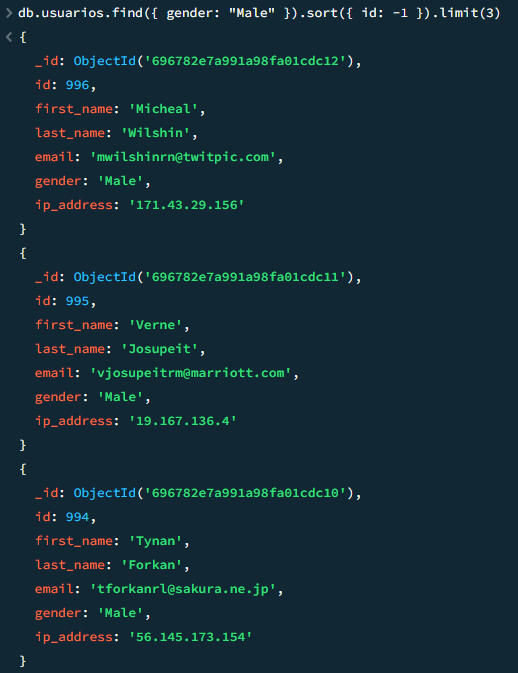 > db.usuarios.find({ gender: "Male" }).sort({ id: -1 }).limit(3)
< {
_id: ObjectId('696782e7a991a98fa01cdc12'),
id: 996,
first_name: 'Micheal',
last_name: 'Wilshin',
email: 'mwilshinrn@twitpic.com',
gender: 'Male',
ip_address: '171.43.29.156'
}
{
_id: ObjectId('696782e7a991a98fa01cdc11'),
id: 995,
first_name: 'Verne',
last_name: 'Josupeit',
email: 'vjosupeitrm@marriott.com',
gender: 'Male',
ip_address: '19.167.136.4'
}
{
_id: ObjectId('696782e7a991a98fa01cdc10'),
id: 994,
first_name: 'Tynan',
last_name: 'Forkan',
email: 'tforkanrl@sakura.ne.jp',
gender: 'Male',
ip_address: '56.145.173.154'
}